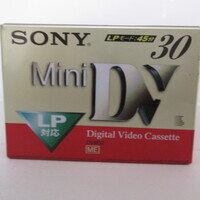 SONY
LPモード:45分
30
Mini DV
LP
対応
Digital Video Cassette
ME